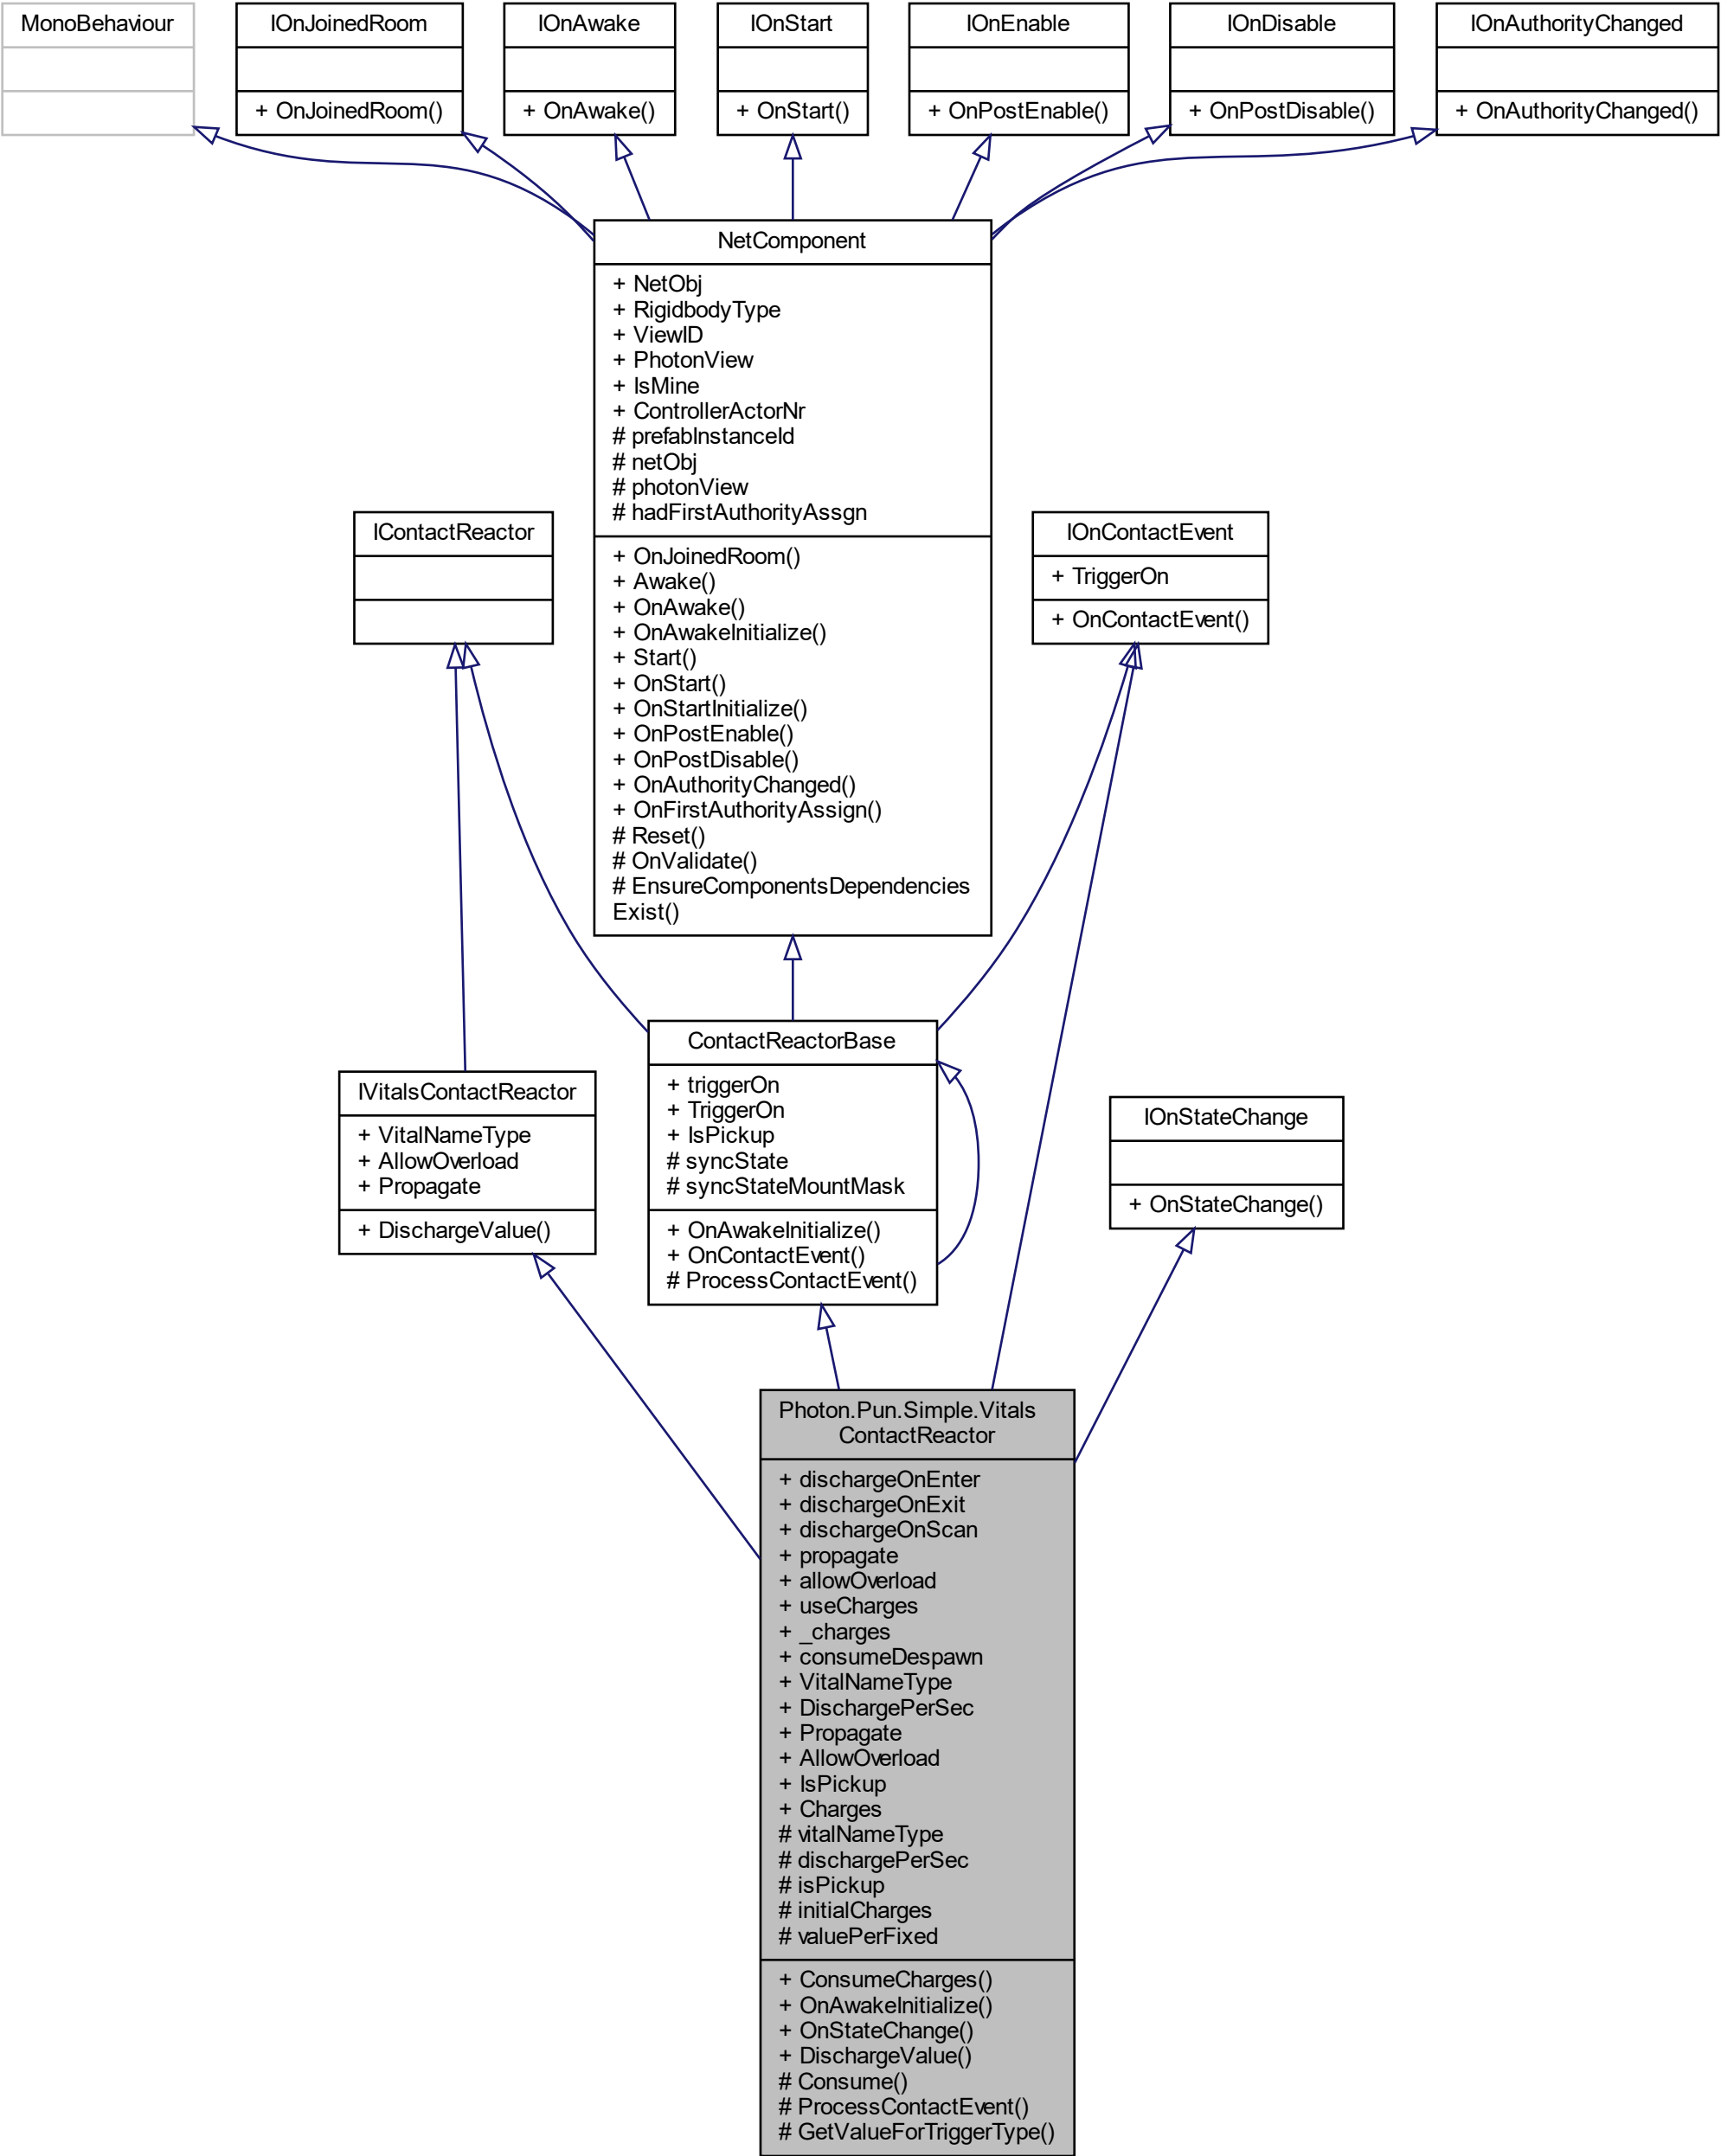 MonoBehaviour
IOnJoinedRoom
+ OnJoinedRoom()
IOnAwake
+ OnAwake()
IOnStart
+ OnStart()
IOnEnable
+ OnPostEnable()
IOnDisable
+ OnPostDisable()
IOnAuthorityChanged
+ OnAuthorityChanged()
NetComponent
+ NetObj
+ RigidbodyType
+ ViewID
+ PhotonView
+ IsMine
+ ControllerActorNr
# prefabInstanceId
# netObj
# photonView
# hadFirstAuthorityAssgn
+ OnJoinedRoom()
+ Awake()
+ OnAwake()
+ OnAwakeInitialize()
+ Start()
+ OnStart()
+ OnStartInitialize()
+ OnPostEnable()
+ OnPostDisable()
+ OnAuthorityChanged()
+ OnFirstAuthorityAssign()
# Reset()
# OnValidate()
# EnsureComponentsDependencies
Exist()
IContactReactor
IOnContactEvent
+ TriggerOn
+ OnContactEvent()
IVitalsContactReactor
+ VitalNameType
+ AllowOverload
+ Propagate
+ DischargeValue()
ContactReactorBase
+ triggerOn
+ TriggerOn
+ IsPickup
# syncState
# syncStateMountMask
+ OnAwakeInitialize()
+ OnContactEvent()
# ProcessContactEvent()
IOnStateChange
+ OnStateChange()
Photon.Pun.Simple.Vitals
ContactReactor
+ dischargeOnEnter
+ dischargeOnExit
+ dischargeOnScan
+ propagate
+ allowOverload
+ useCharges
+ _charges
+ consumeDespawn
+ VitalNameType
+ DischargePerSec
+ Propagate
+ AllowOverload
+ IsPickup
+ Charges
# vitalNameType
# dischargePerSec
# isPickup
# initialCharges
# valuePerFixed
+ ConsumeCharges()
+ OnAwakeInitialize()
+ OnStateChange()
+ DischargeValue()
# Consume()
# ProcessContactEvent()
# GetValueForTriggerType()